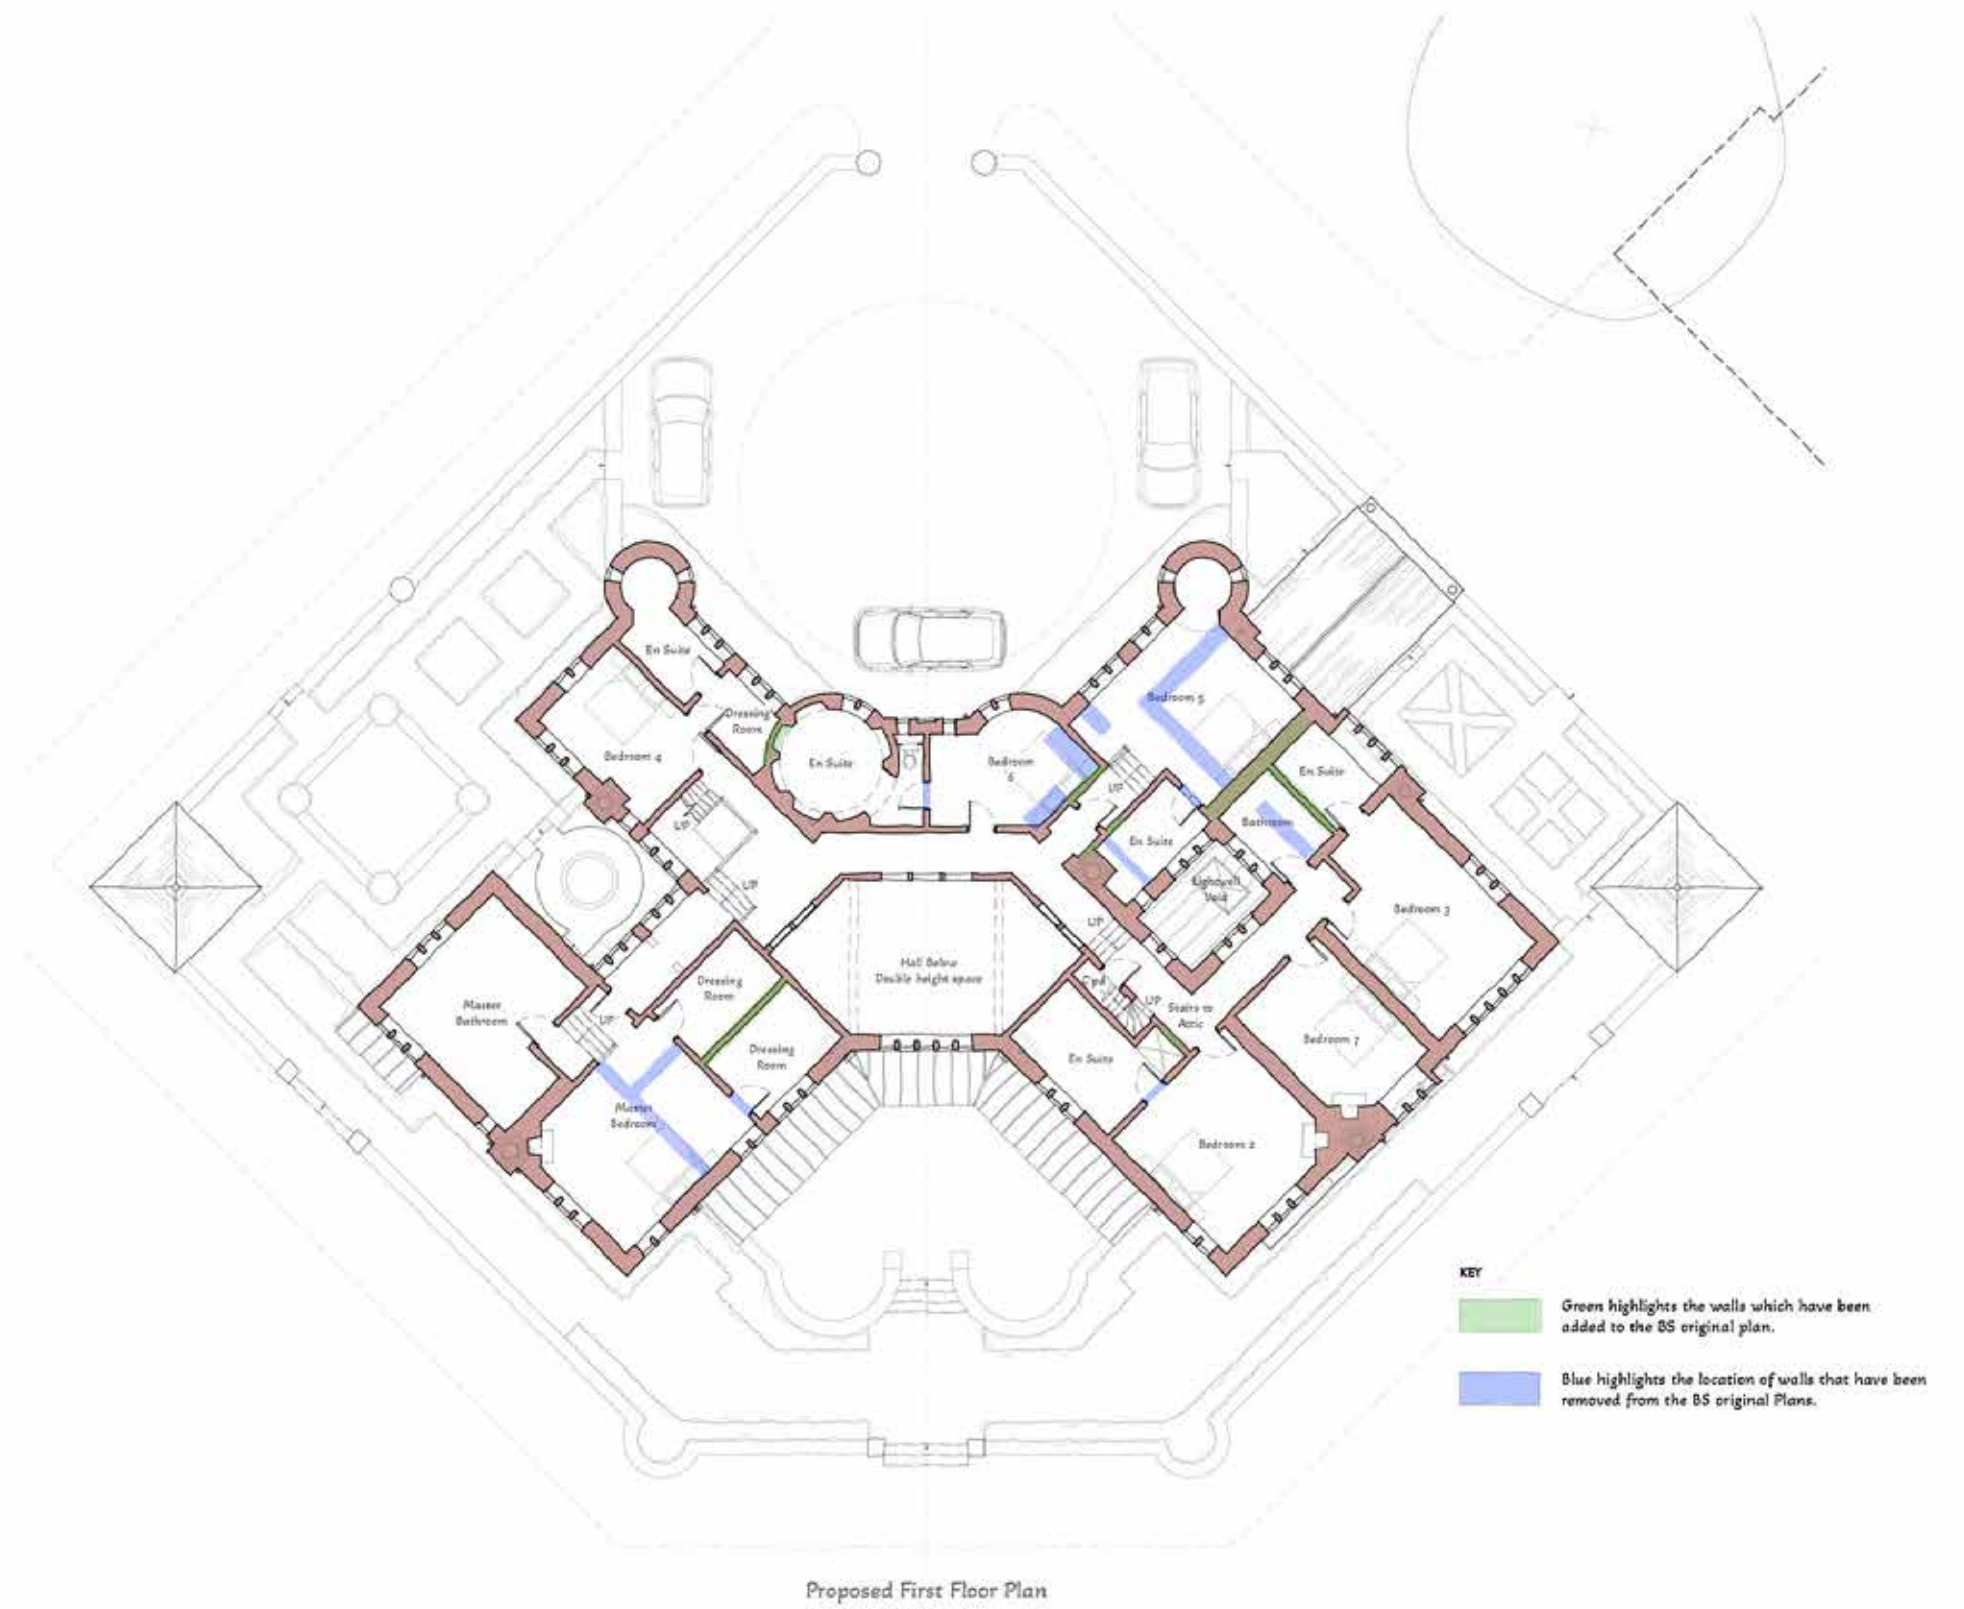 En Suite
Bedroom 5
Dressing
Room
Bedroom 4
En Suite
Bedroom
6
En Suite
UP
UP
Bathroom
En Suite
UP
Lightwell
Void
Bedroom 3
UP
Hall Below
Double height space
Dressing
Room
Cpd
Master
Bathroom
UP
UP
Stairs to
Attic
Dressing
Room
En Suite
Bedroom 7
Master
Bedroom
Bedroom 2
KEY
Green highlights the walls which have been
added to the BS original plan.
Blue highlights the location of walls that have been
removed from the BS original Plans.
Proposed First Floor Plan